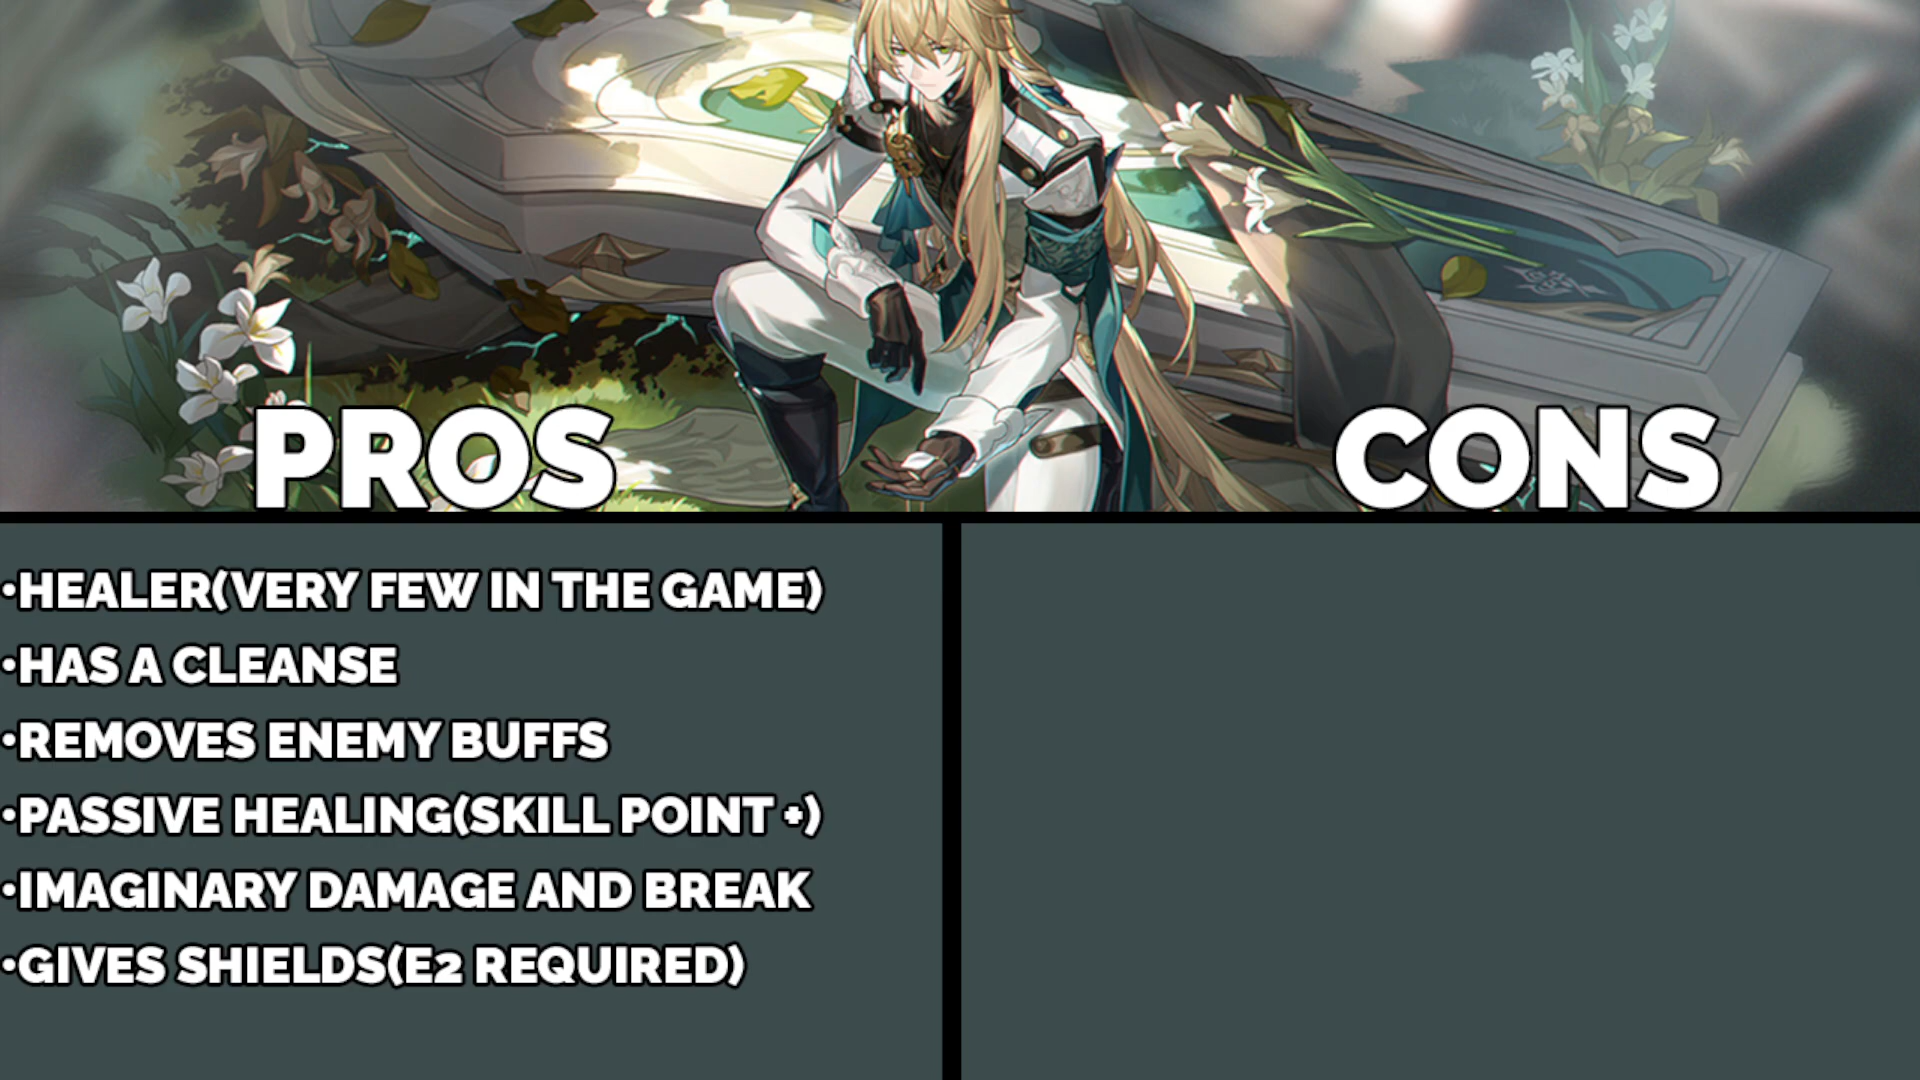 PROS
CONS
•HEALER(VERY FEW IN THE GAME)
•HAS A CLEANSE
•REMOVES ENEMY BUFFS
•PASSIVE HEALING(SKILL POINT +)
•IMAGINARY DAMAGE AND BREAK
•GIVES SHIELDS(E2 REQUIRED)